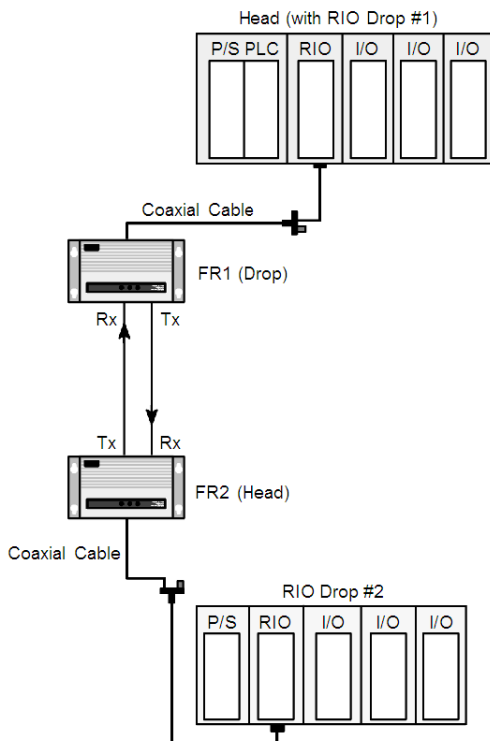 Head (with RIO Drop #1)
P/S PLC RIO I/O I/O I/O
Coaxial Cable
FR1 (Drop)
Rx Tx
Tx Rx
FR2 (Head)
Coaxial Cable
RIO Drop #2
P/S RIO I/O I/O I/O